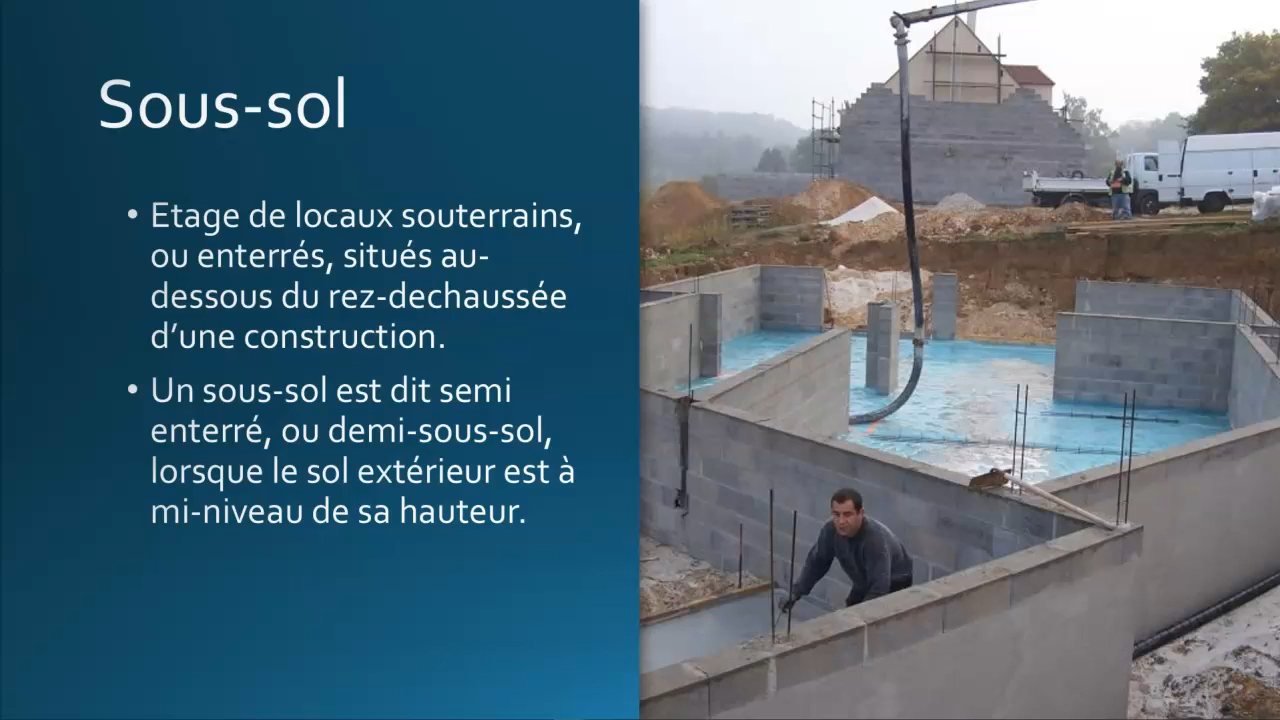 Sous-sol
• Etage de locaux souterrains,
ou enterrés, situés au-
dessous du rez-dechaussée
d’une construction.
• Un sous-sol est dit semi
enterré, ou demi-sous-sol,
lorsque le sol extérieur est à
mi-niveau de sa hauteur.